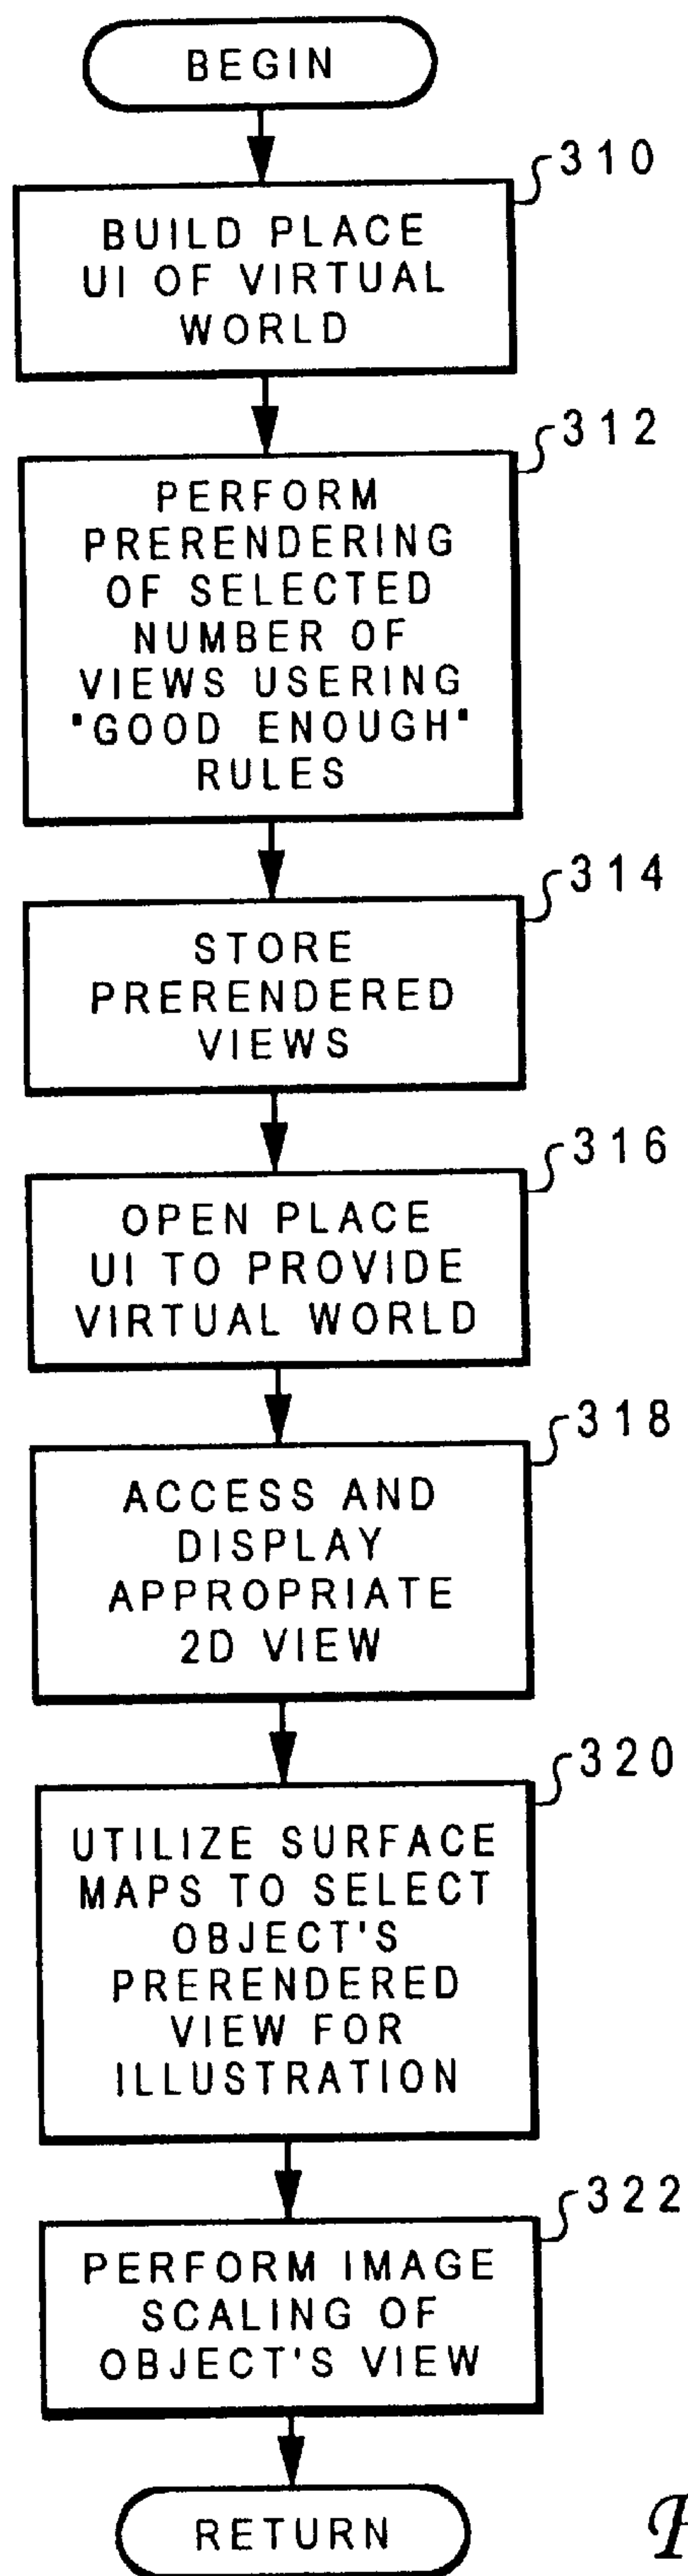 BEGIN
310
BUILD PLACE
UI OF VIRTUAL
WORLD
312
PERFORM
PRERENDERING
OF SELECTED
NUMBER OF
VIEWS USERING
"GOOD ENOUGH"
RULES
314
STORE
PRERENDERED
VIEWS
316
OPEN PLACE
UI TO PROVIDE
VIRTUAL WORLD
318
ACCESS AND
DISPLAY
APPROPRIATE
2D VIEW
320
UTILIZE SURFACE
MAPS TO SELECT
OBJECT'S
PRERENDERED
VIEW FOR
ILLUSTRATION
322
PERFORM IMAGE
SCALING OF
OBJECT'S VIEW
RETURN